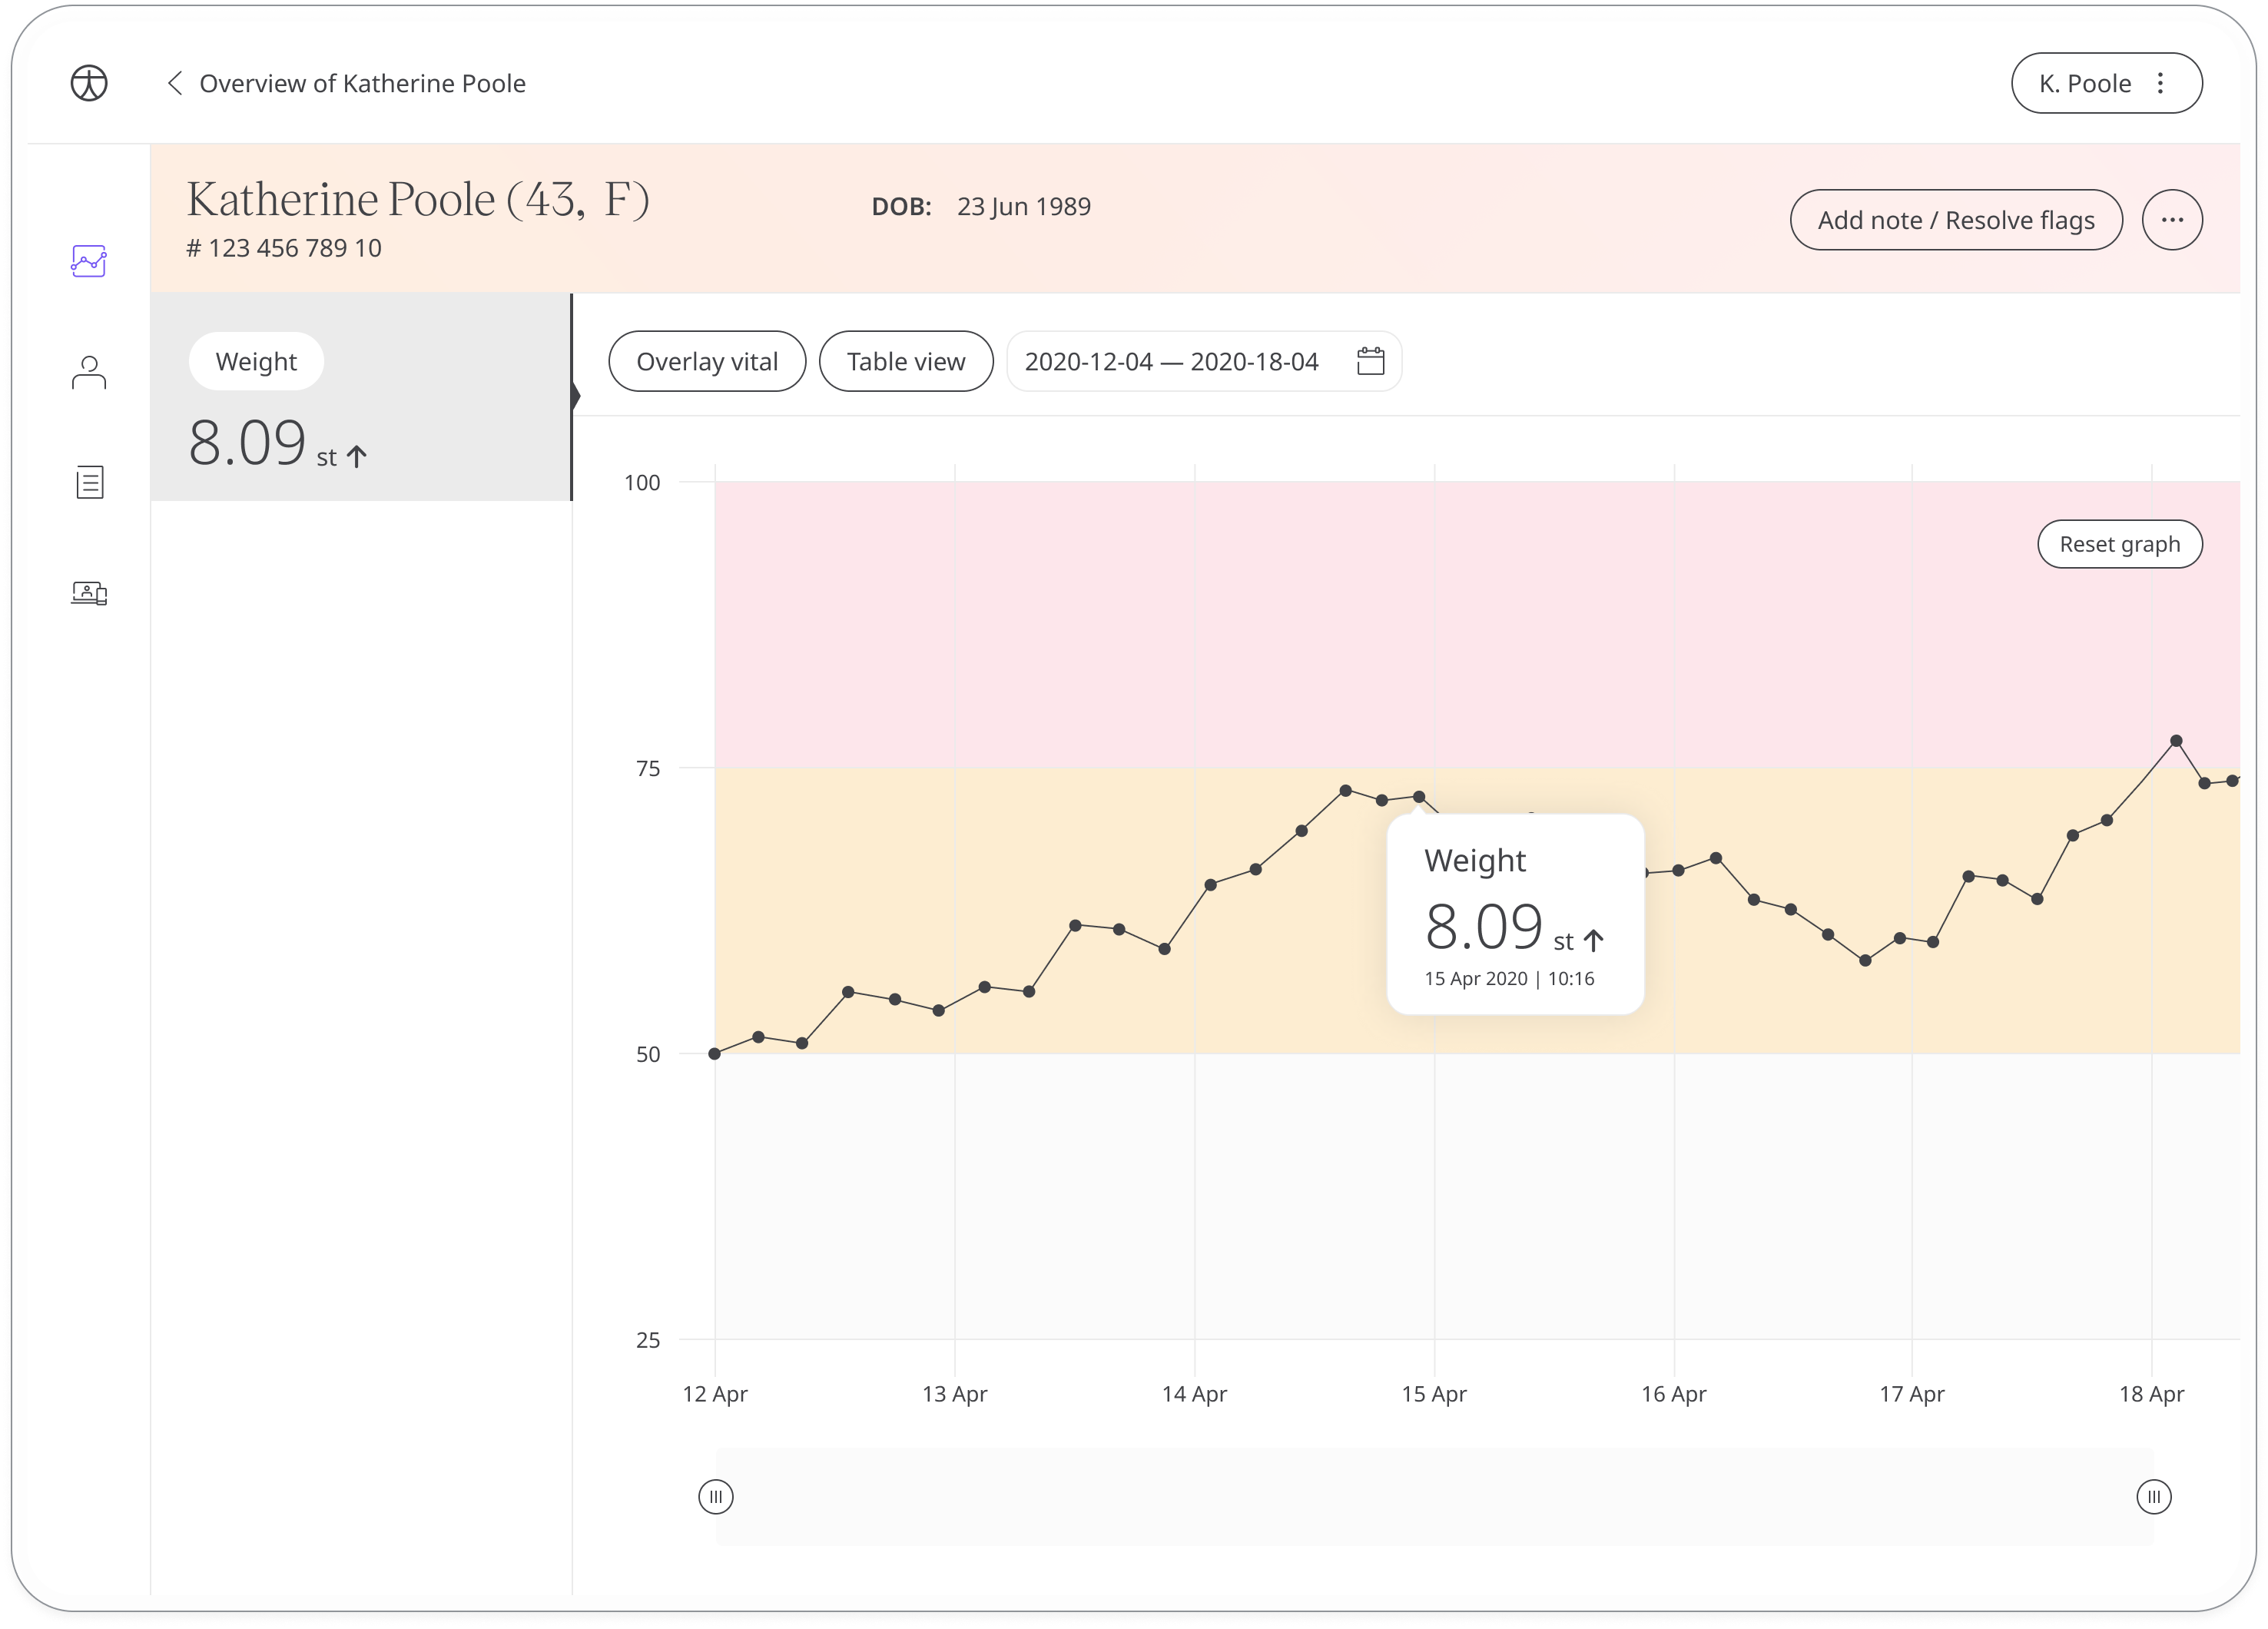 Overview of Katherine Poole
K. Poole
Katherine Poole (43, F)
# 123 456 789 10
DOB: 23 Jun 1989
Add note / Resolve flags
Weight
8.09 st ↑
Overlay vital
Table view
2020-12-04 — 2020-18-04
100
Reset graph
75
Weight
8.09 st ↑
15 Apr 2020 | 10:16
50
25
12 Apr 13 Apr 14 Apr 15 Apr 16 Apr 17 Apr 18 Apr